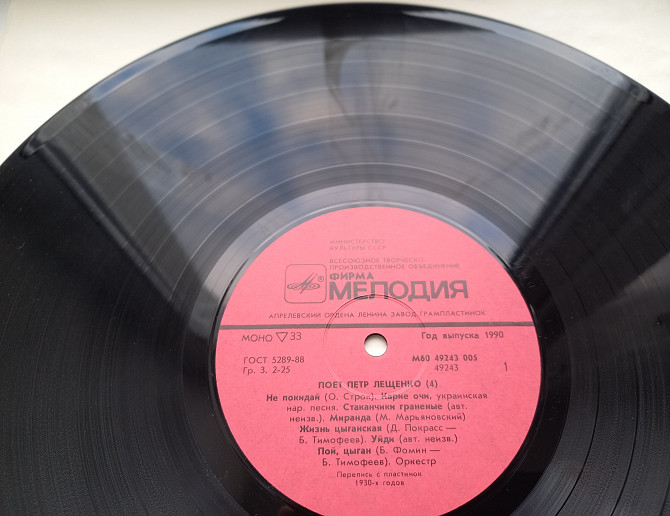 МИНИСТЕРСТВО
КУЛЬТУРЫ СССР
ВСЕСОЮЗНОЕ ТВОРЧЕСКО-
ПРОИЗВОДСТВЕННОЕ ОБЪЕДИНЕНИЕ
ФИРМА
МЕЛОДИЯ
АПРЕЛЕВСКИЙ ОРДЕНА ЛЕНИНА ЗАВОД ГРАМПЛАСТИНОК
МОНО ▽ 33
Год выпуска 1990
ГОСТ 5289-88
М60 49243 005
Гр. 3. 2-25
49243
1
ПОЕТ ПЕТР ЛЕЩЕНКО (4)
Не покидай (О. Строк). Карие очи, украинская
нар. песня. Стаканчики граненые (авт.
неизв.). Миранда (М. Марьяновский)
Жизнь цыганская (Д. Покрасс —
Б. Тимофеев). Уйди (авт. неизв.)
Пой, цыган (Б. Фомин —
Б. Тимофеев). Оркестр
Перепись с пластинок
1930-х годов